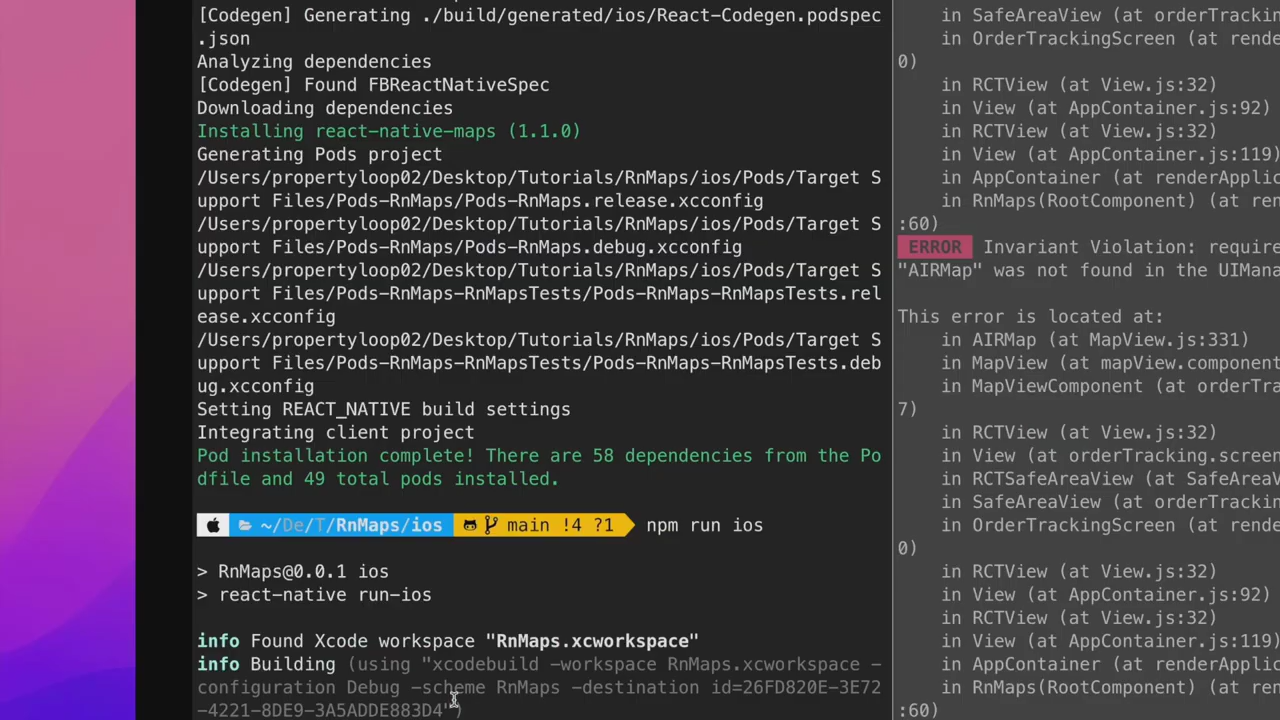 [Codegen] Generating ./build/generated/ios/React-Codegen.podspec
.json
Analyzing dependencies
[Codegen] Found FBReactNativeSpec
Downloading dependencies
Installing react-native-maps (1.1.0)
Generating Pods project
/Users/propertyloop02/Desktop/Tutorials/RnMaps/ios/Pods/Target S
upport Files/Pods-RnMaps/Pods-RnMaps.release.xcconfig
/Users/propertyloop02/Desktop/Tutorials/RnMaps/ios/Pods/Target S
upport Files/Pods-RnMaps/Pods-RnMaps.debug.xcconfig
/Users/propertyloop02/Desktop/Tutorials/RnMaps/ios/Pods/Target S
upport Files/Pods-RnMaps-RnMapsTests/Pods-RnMaps-RnMapsTests.rel
ease.xcconfig
/Users/propertyloop02/Desktop/Tutorials/RnMaps/ios/Pods/Target S
upport Files/Pods-RnMaps-RnMapsTests/Pods-RnMaps-RnMapsTests.deb
ug.xcconfig
Setting REACT_NATIVE build settings
Integrating client project
Pod installation complete! There are 58 dependencies from the Po
dfile and 49 total pods installed.
~/De/T/RnMaps/ios main !4 ?1 npm run ios
> RnMaps@0.0.1 ios
> react-native run-ios
info Found Xcode workspace "RnMaps.xcworkspace"
info Building (using "xcodebuild -workspace RnMaps.xcworkspace -
configuration Debug -scheme RnMaps -destination id=26FD820E-3E72
-4221-8DE9-3A5ADDE883D4")
in SafeAreaView (at orderTrackin
in OrderTrackingScreen (at rende
0)
in RCTView (at View.js:32)
in View (at AppContainer.js:92)
in RCTView (at View.js:32)
in View (at AppContainer.js:119)
in AppContainer (at renderApplic
in RnMaps(RootComponent) (at ren
:60)
ERROR Invariant Violation: require
"AIRMap" was not found in the UIMana
This error is located at:
in AIRMap (at MapView.js:331)
in MapView (at mapView.component
in MapViewComponent (at orderTra
7)
in RCTView (at View.js:32)
in View (at orderTracking.screen
in RCTSafeAreaView (at SafeAreaV
in SafeAreaView (at orderTrackin
in OrderTrackingScreen (at rende
0)
in RCTView (at View.js:32)
in View (at AppContainer.js:92)
in RCTView (at View.js:32)
in View (at AppContainer.js:119)
in AppContainer (at renderApplic
in RnMaps(RootComponent) (at ren
:60)